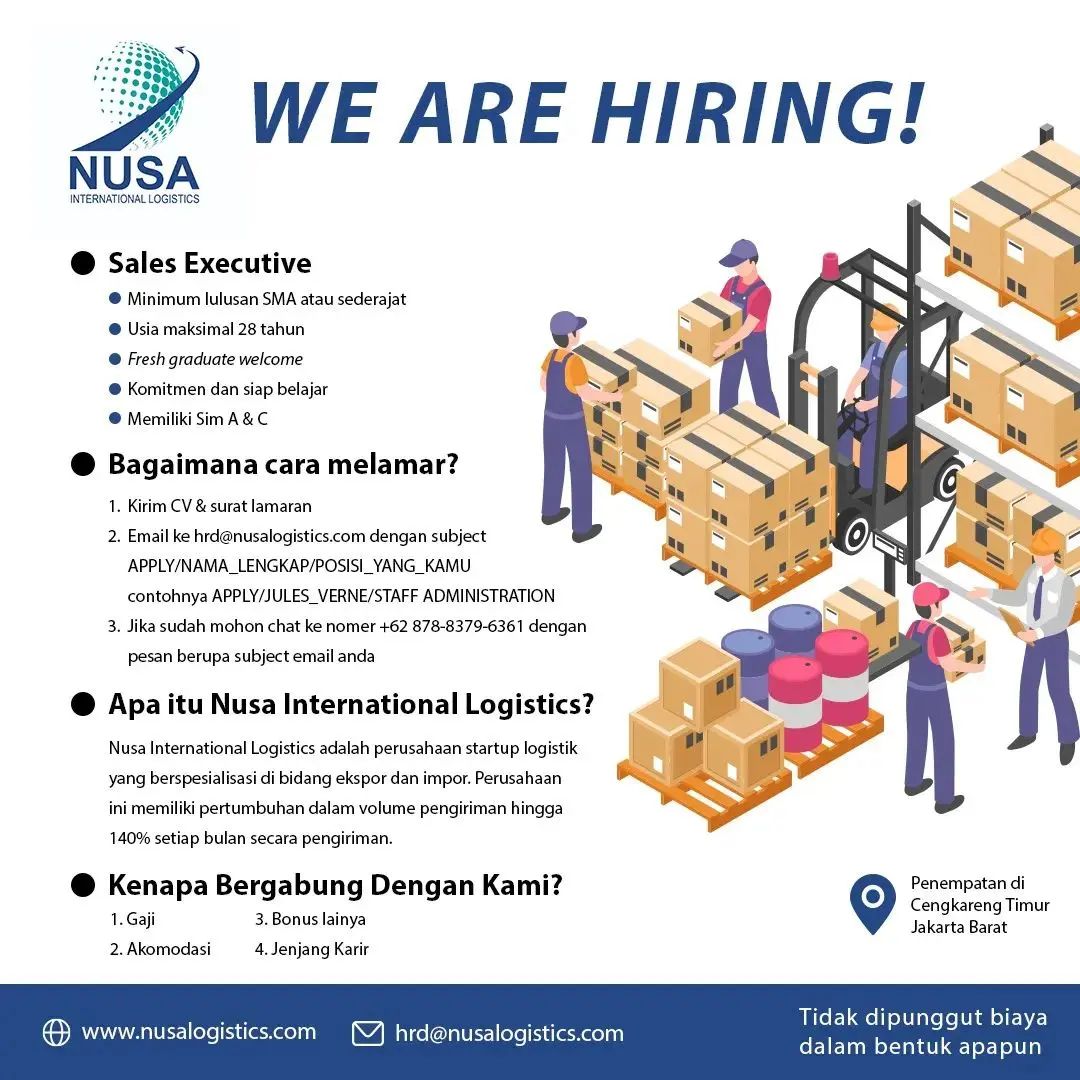 NUSA
INTERNATIONAL LOGISTICS
WE ARE HIRING!
Sales Executive
Minimum lulusan SMA atau sederajat
Usia maksimal 28 tahun
Fresh graduate welcome
Komitmen dan siap belajar
Memiliki Sim A & C
Bagaimana cara melamar?
1. Kirim CV & surat lamaran
2. Email ke hrd@nusalogistics.com dengan subject
APPLY/NAMA_LENGKAP/POSISI_YANG_KAMU
contohnya APPLY/JULES_VERNE/STAFF ADMINISTRATION
3. Jika sudah mohon chat ke nomer +62 878-8379-6361 dengan
pesan berupa subject email anda
Apa itu Nusa International Logistics?
Nusa International Logistics adalah perusahaan startup logistik
yang berspesialisasi di bidang ekspor dan impor. Perusahaan
ini memiliki pertumbuhan dalam volume pengiriman hingga
140% setiap bulan secara pengiriman.
Kenapa Bergabung Dengan Kami?
1. Gaji
2. Akomodasi
3. Bonus lainya
4. Jenjang Karir
Penempatan di
Cengkareng Timur
Jakarta Barat
www.nusalogistics.com
hrd@nusalogistics.com
Tidak dipunggut biaya
dalam bentuk apapun